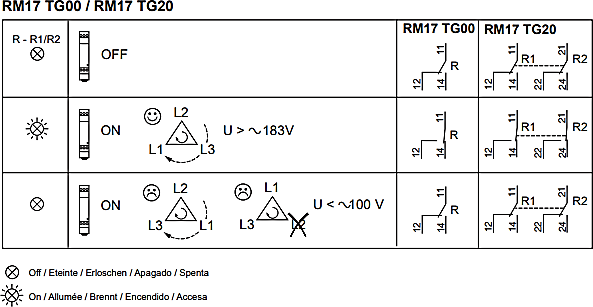 RM17 TG00 / RM17 TG20
R - R1/R2
RM17 TG00
RM17 TG20
OFF
11
R
12
14
11
21
R1
R2
12
14
22
24
ON
L2
L1
L3
U > ~183V
11
R
12
14
11
21
R1
R2
12
14
22
24
ON
L2
L3
L1
L1
L3
L2
U < ~100 V
11
R
12
14
11
21
R1
R2
12
14
22
24
Off / Eteinte / Erloschen / Apagado / Spenta
On / Allumée / Brennt / Encendido / Accesa